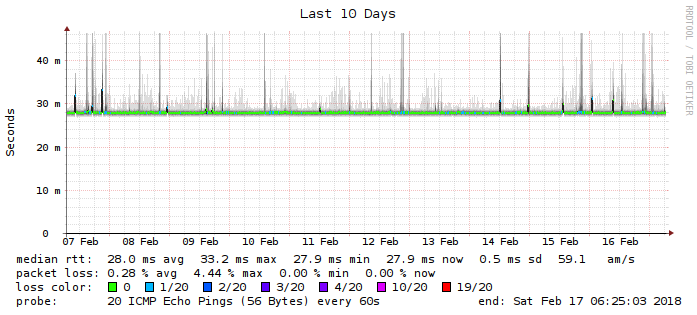 Last 10 Days
RRDTOOL / TOBI OETIKER
Seconds
40 m
30 m
20 m
10 m
0
07 Feb 08 Feb 09 Feb 10 Feb 11 Feb 12 Feb 13 Feb 14 Feb 15 Feb 16 Feb
median rtt: 28.0 ms avg 33.2 ms max 27.9 ms min 27.9 ms now 0.5 ms sd 59.1 am/s
packet loss: 0.28 % avg 4.44 % max 0.00 % min 0.00 % now
loss color: 0 1/20 2/20 3/20 4/20 10/20 19/20
probe: 20 ICMP Echo Pings (56 Bytes) every 60s end: Sat Feb 17 06:25:03 2018